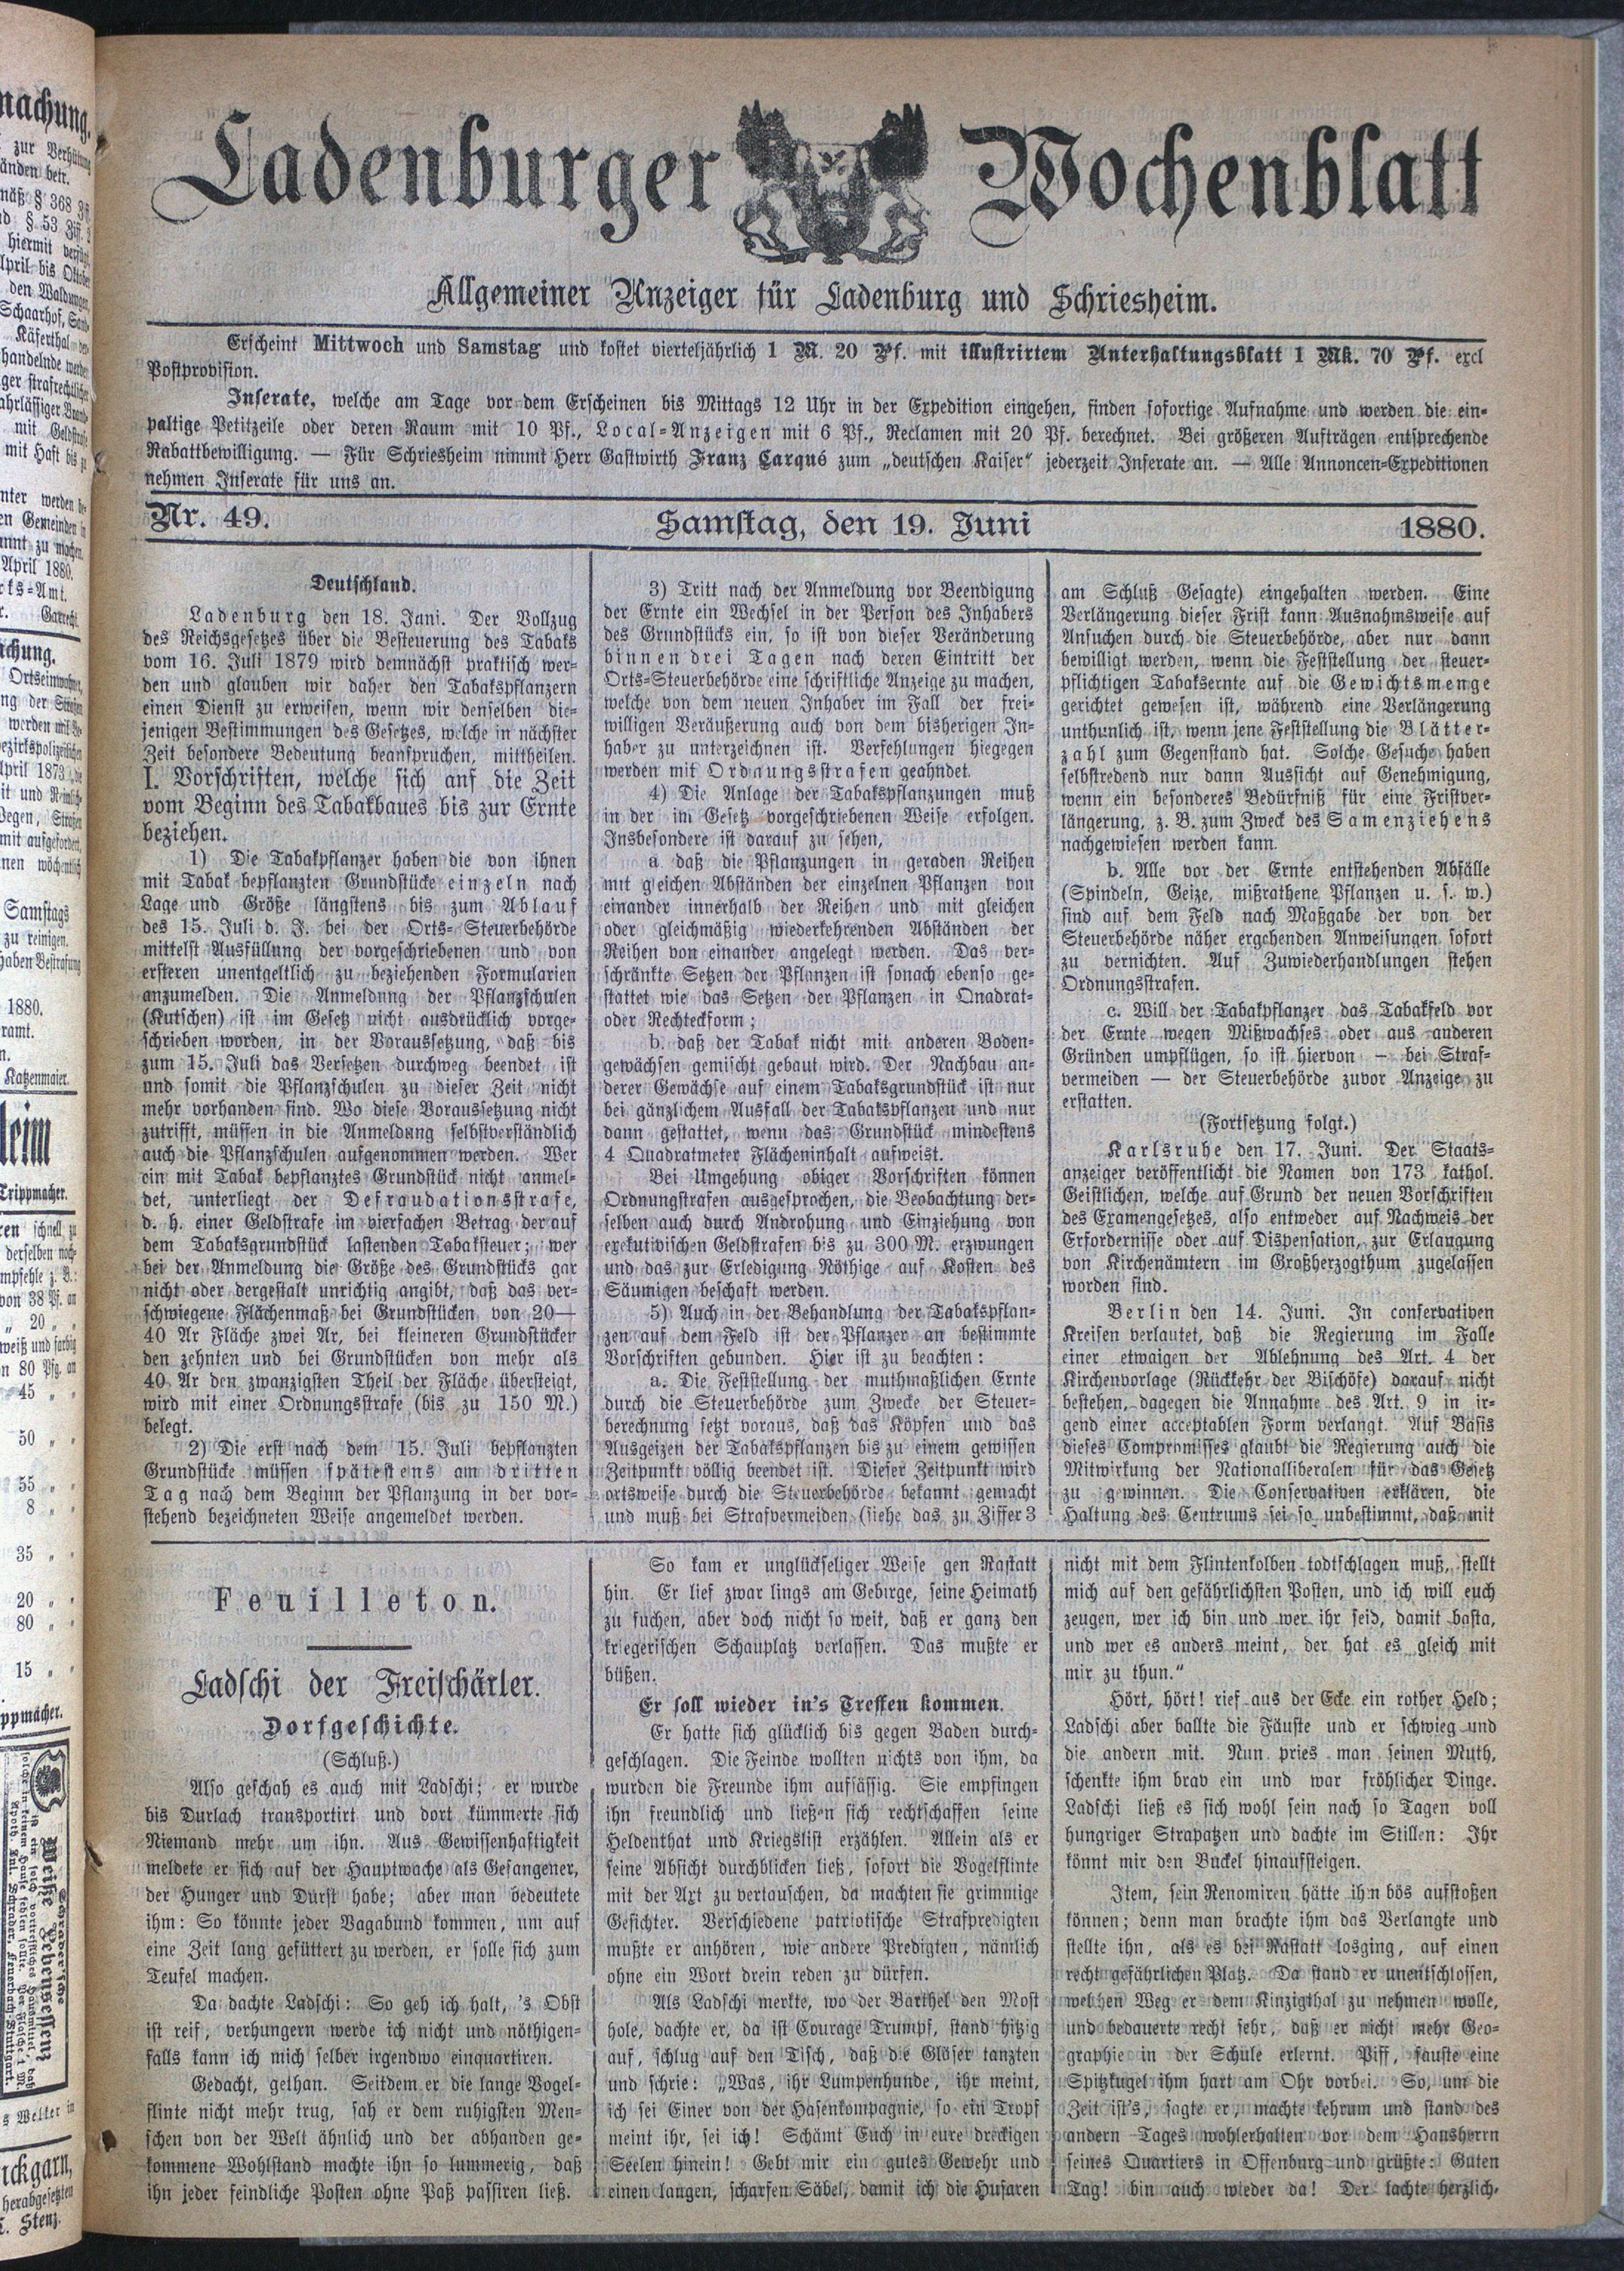 Ladenburger Wochenblatt
Allgemeiner Anzeiger für Ladenburg und Schriesheim.
Erscheint Mittwoch und Samstag und kostet vierteljährlich 1 M. 20 Pf. mit illustrirtem Unterhaltungsblatt 1 Mk. 70 Pf. excl
Postprovision.
Inserate, welche am Tage vor dem Erscheinen bis Mittags 12 Uhr in der Expedition eingehen, finden sofortige Aufnahme und werden die ein-
paltige Petitzeile oder deren Raum mit 10 Pf., Local-Anzeigen mit 6 Pf., Reclamen mit 20 Pf. berechnet. Bei größeren Aufträgen entsprechende
Rabattbewilligung. — Für Schriesheim nimmt Herr Gastwirth Franz Carqué zum „deutschen Kaiser“ jederzeit Inserate an. — Alle Annoncen-Expeditionen
nehmen Inserate für uns an.
Nr. 49. Samstag, den 19. Juni 1880.
Deutschland.
Ladenburg den 18. Juni. Der Vollzug
des Reichsgesetzes über die Besteuerung des Tabaks
vom 16. Juli 1879 wird demnächst praktisch wer-
den und glauben wir daher den Tabakspflanzern
einen Dienst zu erweisen, wenn wir denselben die-
jenigen Bestimmungen des Gesetzes, welche in nächster
Zeit besondere Bedeutung beanspruchen, mittheilen.
I. Vorschriften, welche sich auf die Zeit
vom Beginn des Tabakbaues bis zur Ernte
beziehen.
1) Die Tabakpflanzer haben die von ihnen
mit Tabak bepflanzten Grundstücke einzeln nach
Lage und Größe längstens bis zum Ablauf
des 15. Juli d. J. bei der Orts-Steuerbehörde
mittelst Ausfüllung der vorgeschriebenen und von
ersteren unentgeltlich zu beziehenden Formularien
anzumelden. Die Anmeldung der Pflanzschulen
(Kutschen) ist im Gesetz nicht ausdrücklich vorge-
schrieben worden, in der Voraussetzung, daß bis
zum 15. Juli das Versetzen durchweg beendet ist
und somit die Pflanzschulen zu dieser Zeit nicht
mehr vorhanden sind. Wo diese Voraussetzung nicht
zutrifft, müssen in die Anmeldung selbstverständlich
auch die Pflanzschulen aufgenommen werden. Wer
ein mit Tabak bepflanztes Grundstück nicht anmel-
det, unterliegt der Defraudationsstrafe,
d. h. einer Geldstrafe im vierfachen Betrag der auf
dem Tabaksgrundstück lastenden Tabaksteuer; wer
bei der Anmeldung die Größe des Grundstücks gar
nicht oder dergestalt unrichtig angibt, daß das ver-
schwiegene Flächenmaß bei Grundstücken von 20—
40 Ar Fläche zwei Ar, bei kleineren Grundstücken
den zehnten und bei Grundstücken von mehr als
40 Ar den zwanzigsten Theil der Fläche übersteigt,
wird mit einer Ordnungsstrafe (bis zu 150 M.)
belegt.
2) Die erst nach dem 15. Juli bepflanzten
Grundstücke müssen spätestens am dritten
Tag nach dem Beginn der Pflanzung in der vor-
stehend bezeichneten Weise angemeldet werden.
3) Tritt nach der Anmeldung vor Beendigung
der Ernte ein Wechsel in der Person des Inhabers
des Grundstücks ein, so ist von dieser Veränderung
binnen drei Tagen nach deren Eintritt der
Orts-Steuerbehörde eine schriftliche Anzeige zu machen,
welche von dem neuen Inhaber im Fall der frei-
willigen Veräußerung auch von dem bisherigen In-
haber zu unterzeichnen ist. Verfehlungen hiegegen
werden mit Ordnungsstrafen geahndet.
4) Die Anlage der Tabakspflanzungen muß
in der im Gesetz vorgeschriebenen Weise erfolgen.
Insbesondere ist darauf zu sehen,
a. daß die Pflanzungen in geraden Reihen
mit gleichen Abständen der einzelnen Pflanzen von
einander innerhalb der Reihen und mit gleichen
oder gleichmäßig wiederkehrenden Abständen der
Reihen von einander angelegt werden. Das ver-
schränkte Setzen der Pflanzen ist sonach ebenso ge-
stattet wie das Setzen der Pflanzen in Quadrat-
oder Rechteckform;
b. daß der Tabak nicht mit anderen Boden-
gewächsen gemischt gebaut wird. Der Nachbau an-
derer Gewächse auf einem Tabaksgrundstück ist nur
bei gänzlichem Ausfall der Tabakspflanzen und nur
dann gestattet, wenn das Grundstück mindestens
4 Quadratmeter Flächeninhalt aufweist.
Bei Umgehung obiger Vorschriften können
Ordnungstrafen ausgesprochen, die Beobachtung der-
selben auch durch Androhung und Einziehung von
exekutivischen Geldstrafen bis zu 300 M. erzwungen
und das zur Erledigung Nöthige auf Kosten des
Säumigen beschaft werden.
5) Auch in der Behandlung der Tabakspflan-
zen auf dem Feld ist der Pflanzer an bestimmte
Vorschriften gebunden. Hier ist zu beachten:
a. Die Feststellung der muthmaßlichen Ernte
durch die Steuerbehörde zum Zwecke der Steuer-
berechnung setzt voraus, daß das Köpfen und das
Ausgeizen der Tabakspflanzen bis zu einem gewissen
Zeitpunkt völlig beendet ist. Dieser Zeitpunkt wird
ortsweise durch die Steuerbehörde bekannt gemacht
und muß bei Strafvermeiden (siehe das zu Ziffer 3
am Schluß Gesagte) eingehalten werden. Eine
Verlängerung dieser Frist kann Ausnahmsweise auf
Ansuchen durch die Steuerbehörde, aber nur dann
bewilligt werden, wenn die Feststellung der steuer-
pflichtigen Tabaksernte auf die Gewichtsmenge
gerichtet gewesen ist, während eine Verlängerung
unthunlich ist, wenn jene Feststellung die Blätter-
zahl zum Gegenstand hat. Solche Gesuche haben
selbstredend nur dann Aussicht auf Genehmigung,
wenn ein besonderes Bedürfniß für eine Fristver-
längerung, z. B. zum Zweck des Samenziehens
nachgewiesen werden kann.
b. Alle vor der Ernte entstehenden Abfälle
(Spindeln, Geize, mißrathene Pflanzen u. s. w.)
sind auf dem Feld nach Maßgabe der von der
Steuerbehörde näher ergehenden Anweisungen sofort
zu vernichten. Auf Zuwiederhandlungen stehen
Ordnungsstrafen.
c. Will der Tabakpflanzer das Tabakfeld vor
der Ernte wegen Mißwachses oder aus anderen
Gründen umpflügen, so ist hiervon — bei Straf-
vermeiden — der Steuerbehörde zuvor Anzeige zu
erstatten.
(Fortsetzung folgt.)
Karlsruhe den 17. Juni. Der Staats-
anzeiger veröffentlicht die Namen von 173 kathol.
Geistlichen, welche auf Grund der neuen Vorschriften
des Examengesetzes, also entweder auf Nachweis der
Erfordernisse oder auf Dispensation, zur Erlangung
von Kirchenämtern im Großherzogthum zugelassen
worden sind.
Berlin den 14. Juni. In conservativen
Kreisen verlautet, daß die Regierung im Falle
einer etwaigen der Ablehnung des Art. 4 der
Kirchenvorlage (Rückkehr der Bischöfe) darauf nicht
bestehen, dagegen die Annahme des Art. 9 in ir-
gend einer acceptablen Form verlangt. Auf Basis
dieses Compromisses glaubt die Regierung auch die
Mitwirkung der Nationalliberalen für das Gesetz
zu gewinnen. Die Conservativen erklären, die
Haltung des Centrums sei so unbestimmt, daß mit
Feuilleton.
Ladschi der Freischärler.
Dorfgeschichte.
(Schluß.)
Also geschah es auch mit Ladschi; er wurde
bis Durlach transportirt und dort kümmerte sich
Niemand mehr um ihn. Aus Gewissenhaftigkeit
meldete er sich auf der Hauptwache als Gefangener,
der Hunger und Durst habe; aber man bedeutete
ihm: So könnte jeder Vagabund kommen, um auf
eine Zeit lang gefüttert zu werden, er solle sich zum
Teufel machen.
Da dachte Ladschi: So geh ich halt, 's Obst
ist reif, verhungern werde ich nicht und nöthigen-
falls kann ich mich selber irgendwo einquartiren.
Gedacht, gethan. Seitdem er die lange Vogel-
flinte nicht mehr trug, sah er dem ruhigsten Men-
schen von der Welt ähnlich und der abhanden ge-
kommene Wohlstand machte ihn so lummerig, daß
ihn jeder feindliche Posten ohne Paß passiren ließ.
So kam er unglückseliger Weise gen Rastatt
hin. Er lief zwar lings am Gebirge, seine Heimath
zu suchen, aber doch nicht so weit, daß er ganz den
kriegerischen Schauplatz verlassen. Das mußte er
büßen.
Er soll wieder in's Treffen kommen.
Er hatte sich glücklich bis gegen Baden durch-
geschlagen. Die Feinde wollten nichts von ihm, da
wurden die Freunde ihm aufsässig. Sie empfingen
ihn freundlich und ließen sich rechtschaffen seine
Heldenthat und Kriegslist erzählen. Allein als er
seine Absicht durchblicken ließ, sofort die Vogelflinte
mit der Axt zu vertauschen, da machten sie grimmige
Gesichter. Verschiedene patriotische Strafpredigten
mußte er anhören, wie andere Predigten, nämlich
ohne ein Wort drein reden zu dürfen.
Als Ladschi merkte, wo der Barthel den Most
hole, dachte er, da ist Courage Trumpf, stand hitzig
auf, schlug auf den Tisch, daß die Gläser tanzten
und schrie: „Was, ihr Lumpenhunde, ihr meint,
ich sei Einer von der Hasenkompagnie, so ein Tropf
meint ihr, sei ich! Schämt Euch in eure dreckigen
Seelen hinein! Gebt mir ein gutes Gewehr und
einen langen, scharfen Säbel, damit ich die Husaren
nicht mit dem Flintenkolben todtschlagen muß, stellt
mich auf den gefährlichsten Posten, und ich will euch
zeugen, wer ich bin und wer ihr seid, damit basta,
und wer es anders meint, der hat es gleich mit
mir zu thun.“
Hört, hört! rief aus der Ecke ein rother Held;
Ladschi aber ballte die Fäuste und er schwieg und
die andern mit. Nun pries man seinen Muth,
schenkte ihm brav ein und war fröhlicher Dinge.
Ladschi ließ es sich wohl sein nach so Tagen voll
hungriger Strapatzen und dachte im Stillen: Ihr
könnt mir den Buckel hinaufsteigen.
Item, sein Renomiren hätte ihm bös aufstoßen
können; denn man brachte ihm das Verlangte und
stellte ihn, als es bei Rastatt losging, auf einen
recht gefährlichen Platz. Da stand er unentschlossen,
welchen Weg er dem Kinzigthal zu nehmen wolle,
und bedauerte recht sehr, daß er nicht mehr Geo-
graphie in der Schule erlernt. Piff, sauste eine
Spitzkugel ihm hart am Ohr vorbei. So, um die
Zeit ist's, sagte er, machte kehrum und stand des
andern Tages wohlerhalten vor dem Hausherrn
seines Quartiers in Offenburg und grüßte: Guten
Tag! bin auch wieder da! Der lachte herzlich-